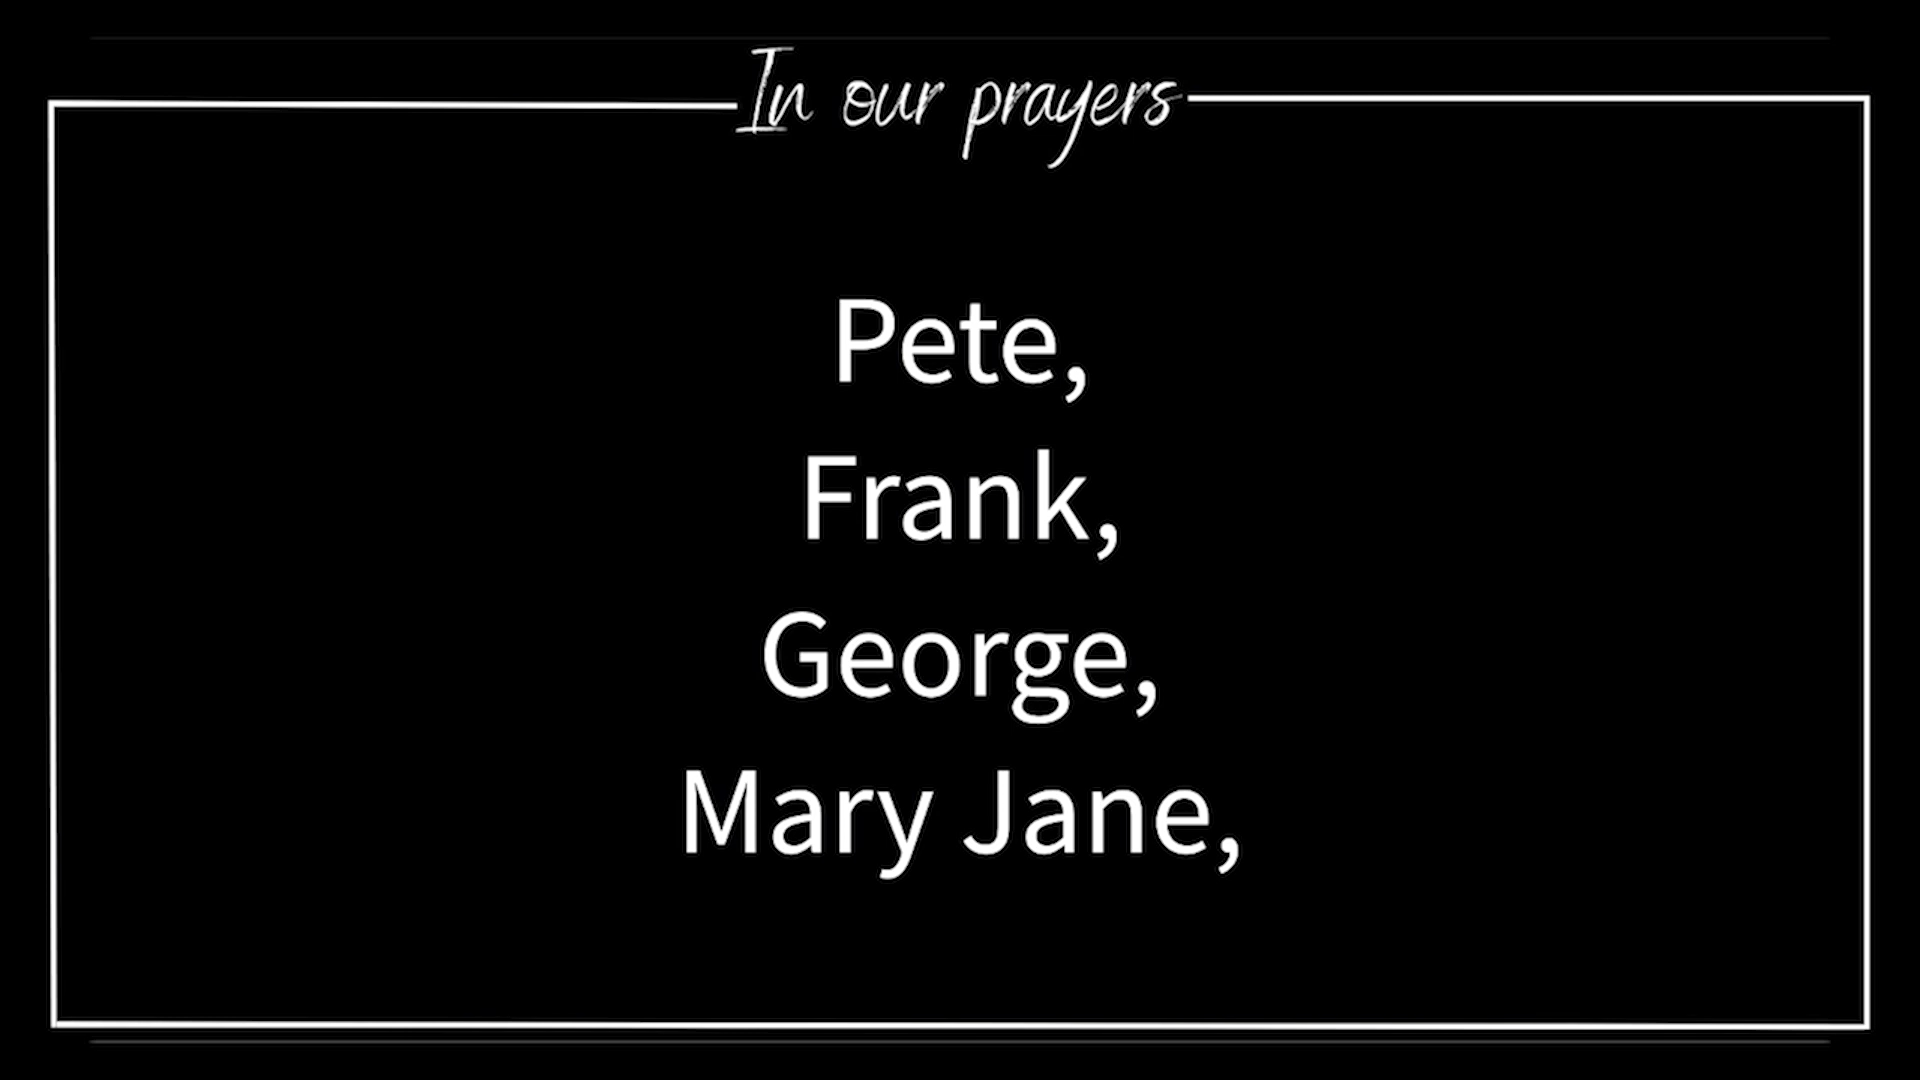 In our prayers
Pete,
Frank,
George,
Mary Jane,